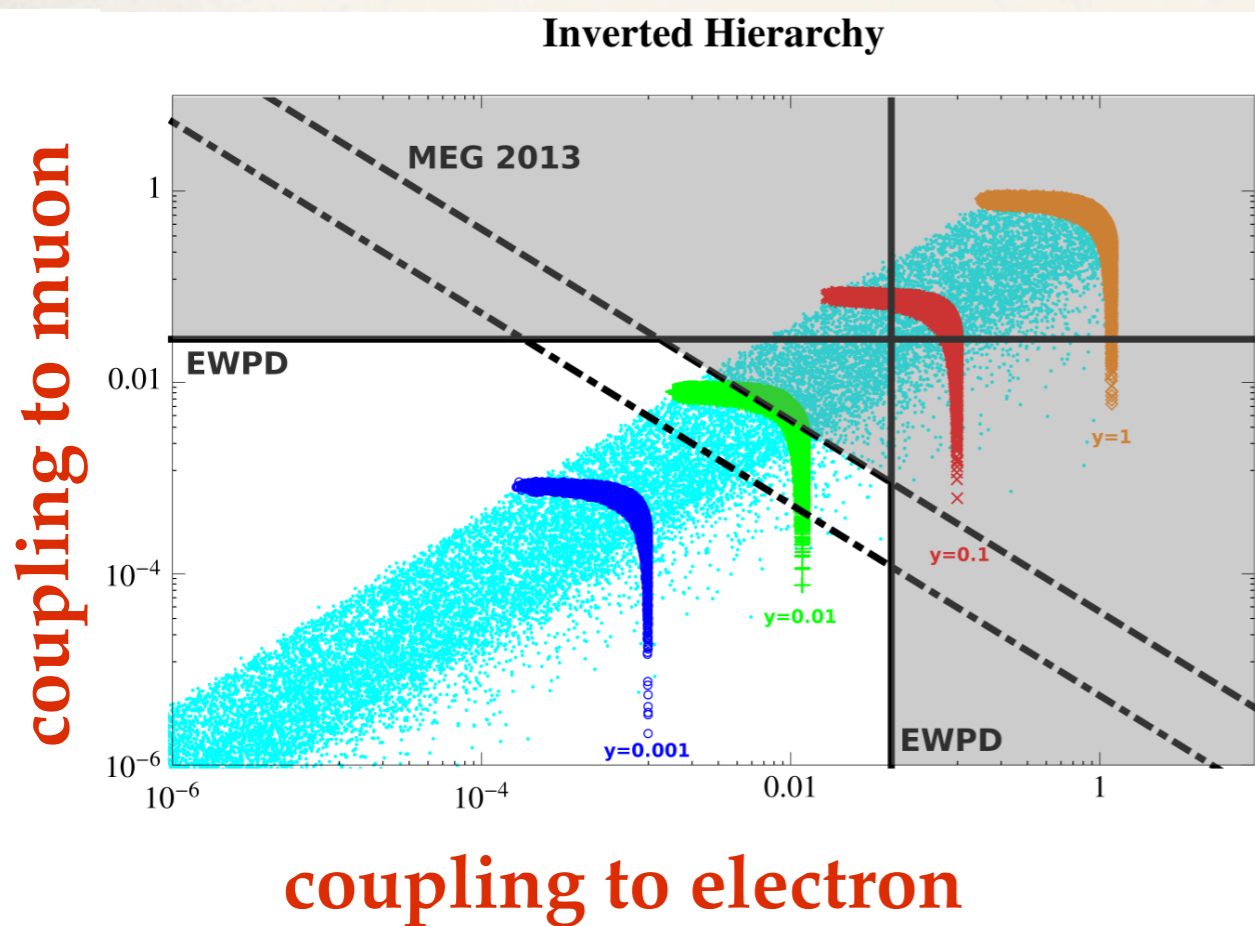 Inverted Hierarchy
coupling to muon
MEG 2013
1
EWPD
0.01
y=1
y=0.1
10⁻⁴
y=0.01
EWPD
y=0.001
10⁻⁶
10⁻⁶
10⁻⁴
0.01
1
coupling to electron